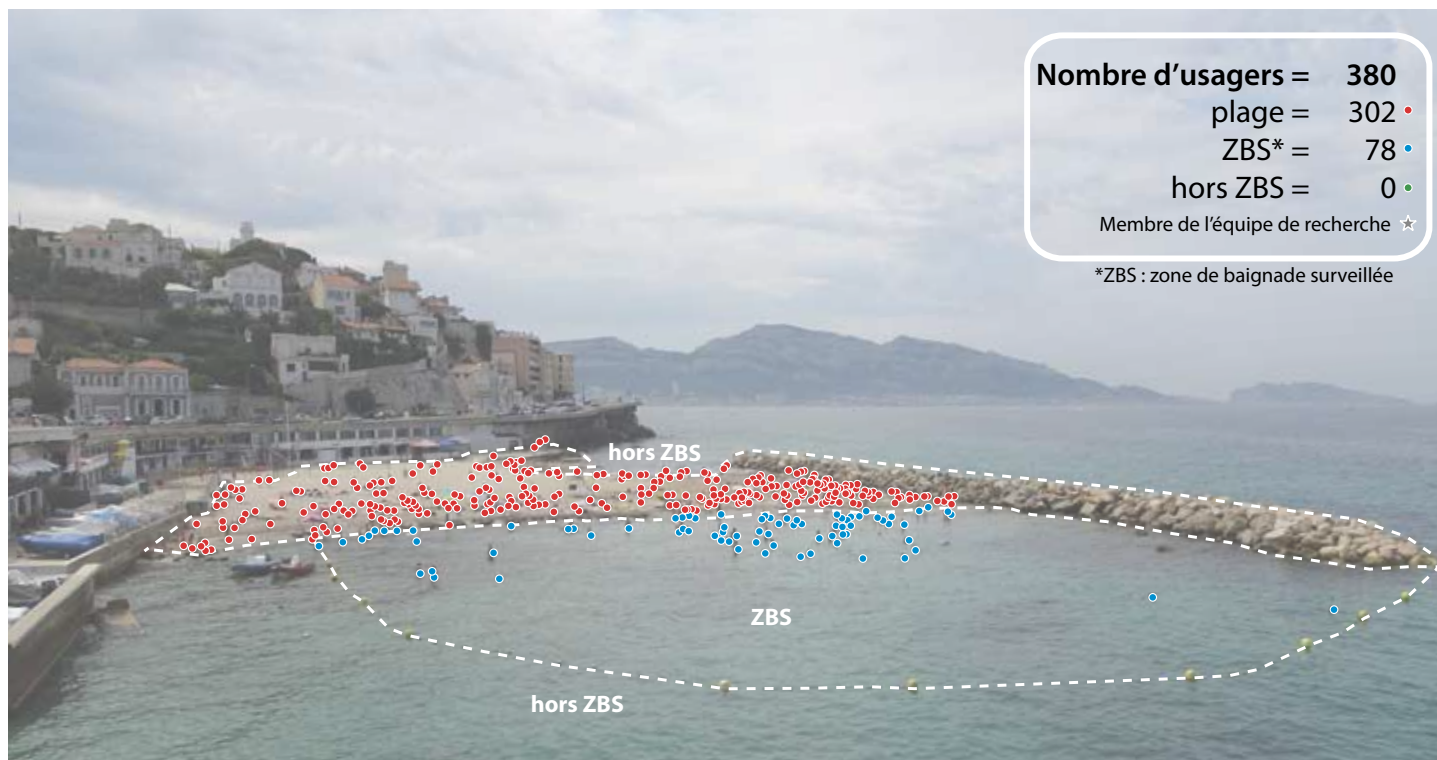 Nombre d’usagers = 380
plage = 302
ZBS* = 78
hors ZBS = 0
Membre de l’équipe de recherche
*ZBS : zone de baignade surveillée
hors ZBS
ZBS
hors ZBS